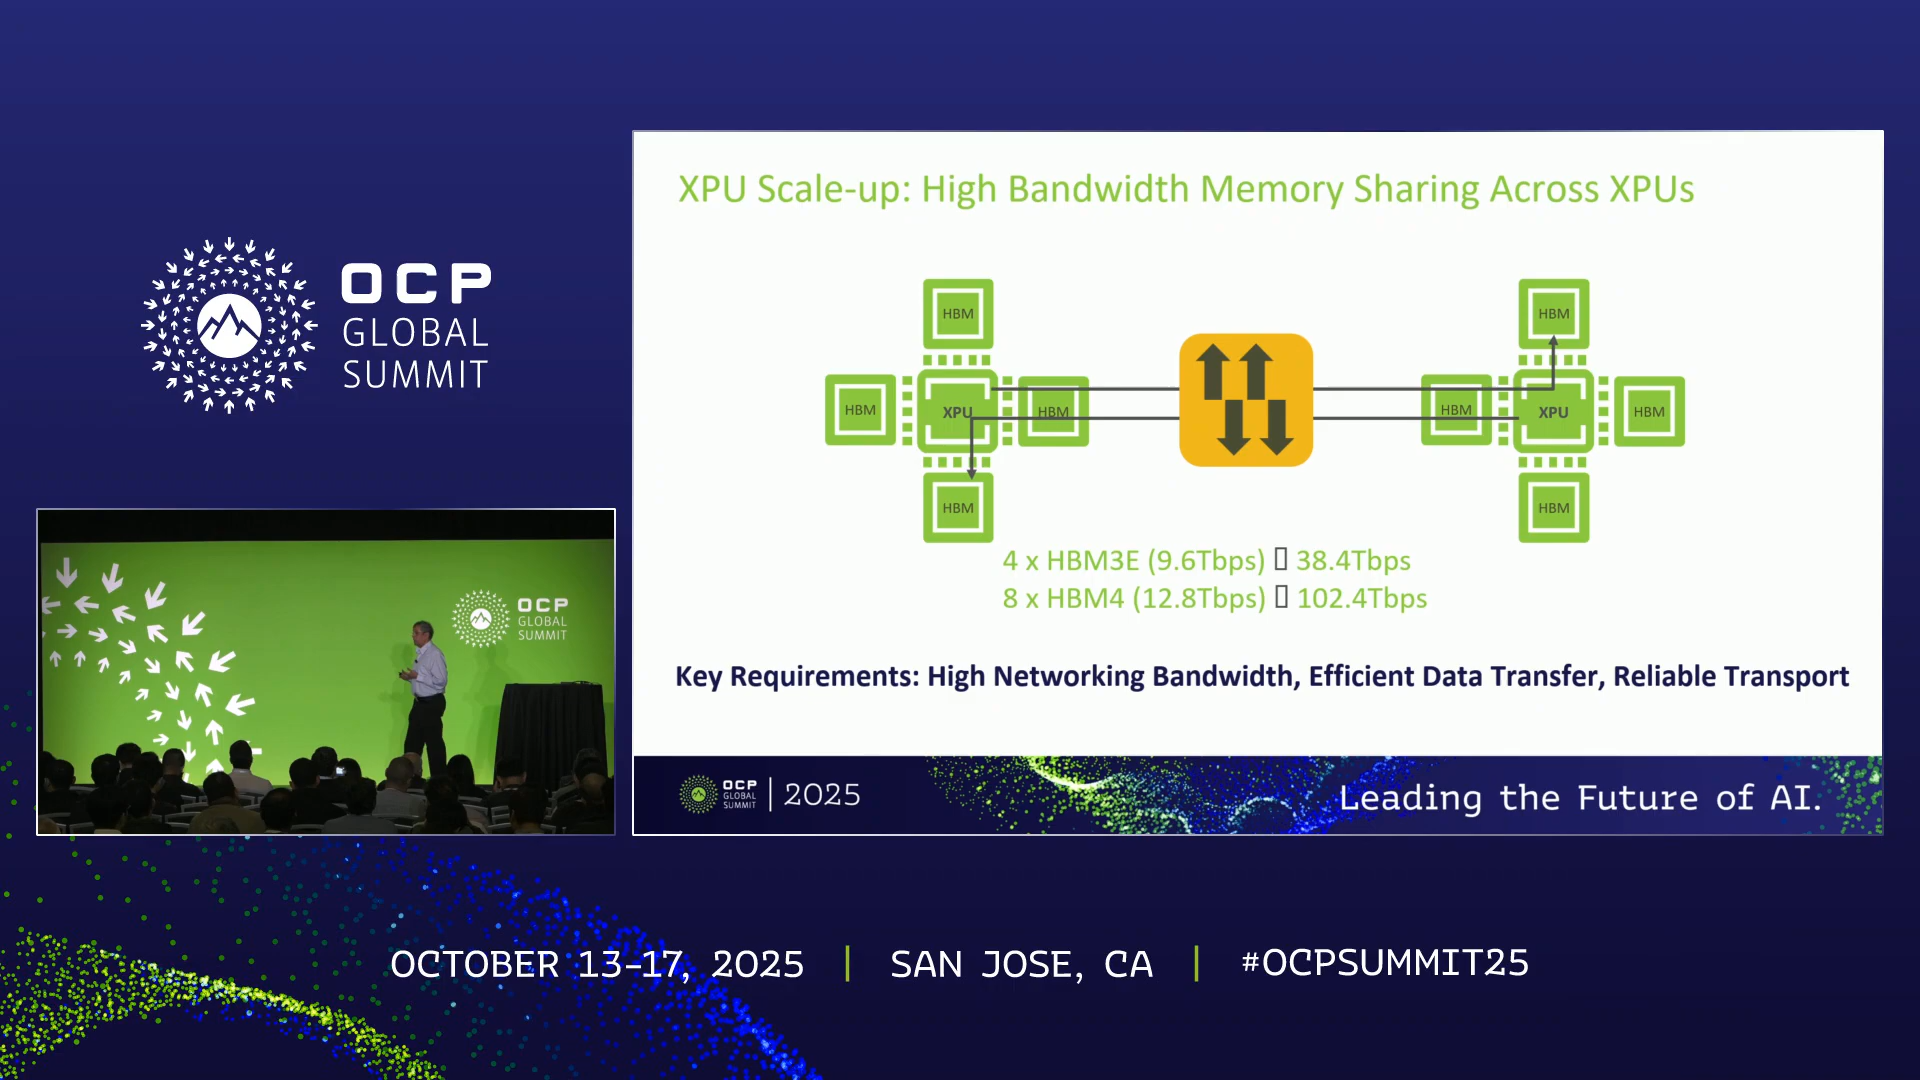 OCP
GLOBAL
SUMMIT
OCP
GLOBAL
SUMMIT
XPU Scale-up: High Bandwidth Memory Sharing Across XPUs
HBM
HBM
HBM
XPU
HBM
HBM
XPU
HBM
HBM
HBM
4 x HBM3E (9.6Tbps) 38.4Tbps
8 x HBM4 (12.8Tbps) 102.4Tbps
Key Requirements: High Networking Bandwidth, Efficient Data Transfer, Reliable Transport
OCP
GLOBAL
SUMMIT
2025
Leading the Future of AI.
OCTOBER 13-17, 2025 | SAN JOSE, CA | #OCPSUMMIT25